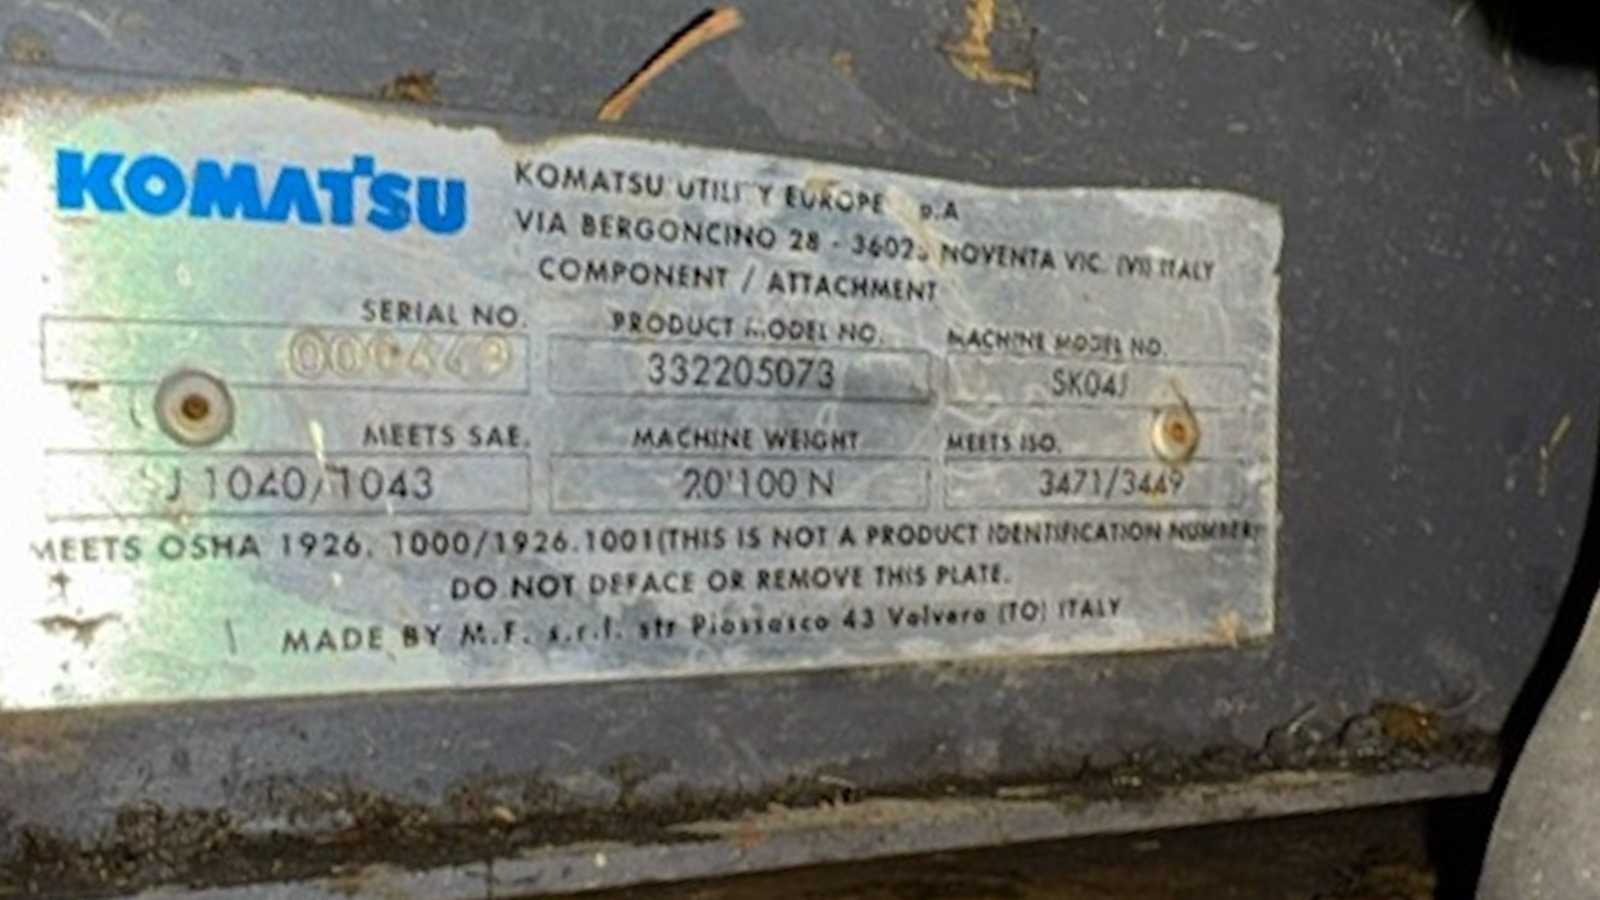 KOMATSU
KOMATSU UTILITY EUROPE p.A
VIA BERGONCINO 28 - NOVENTA VIC. (VI) ITALY
COMPONENT / ATTACHMENT
SERIAL NO. PRODUCT MODEL NO. MACHINE MODEL NO.
332205073 SK04J
MEETS SAE. MACHINE WEIGHT MEETS ISO.
J 1040/1043 20'100 N 3471/3449
MEETS OSHA 1926. 1000/1926.1001(THIS IS NOT A PRODUCT IDENTIFICATION NUMBER)
DO NOT DEFACE OR REMOVE THIS PLATE.
MADE BY M.F. s.r.l. str Piossasco 43 Volvera (TO) ITALY